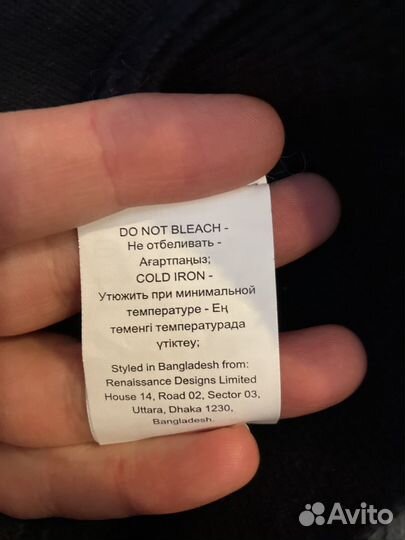 DO NOT BLEACH -
Не отбеливать -
Ағартпаңыз;
COLD IRON -
Утюжить при минимальной
температуре - Ең
төменгі температурада
үтіктеу;
Styled in Bangladesh from:
Renaissance Designs Limited
House 14, Road 02, Sector 03,
Uttara, Dhaka 1230,
Bangladesh.
Avito